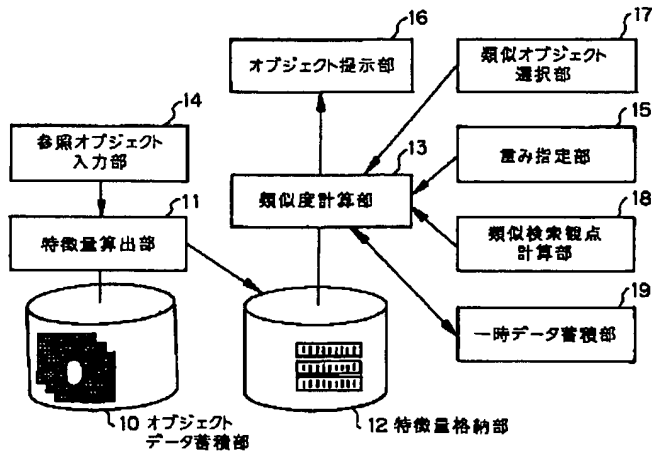 16
オブジェクト提示部
17
類似オブジェクト
選択部
14
参照オブジェクト
入力部
15
重み指定部
13
類似度計算部
11
特徴量算出部
18
類似検索観点
計算部
19
一時データ蓄積部
10 オブジェクト
データ蓄積部
12 特徴量格納部